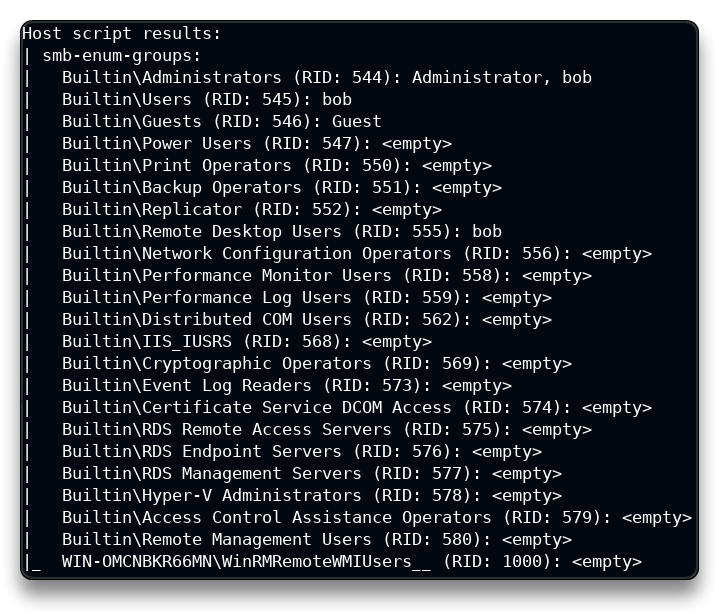 Host script results:
| smb-enum-groups:
|   Builtin\Administrators (RID: 544): Administrator, bob
|   Builtin\Users (RID: 545): bob
|   Builtin\Guests (RID: 546): Guest
|   Builtin\Power Users (RID: 547): <empty>
|   Builtin\Print Operators (RID: 550): <empty>
|   Builtin\Backup Operators (RID: 551): <empty>
|   Builtin\Replicator (RID: 552): <empty>
|   Builtin\Remote Desktop Users (RID: 555): bob
|   Builtin\Network Configuration Operators (RID: 556): <empty>
|   Builtin\Performance Monitor Users (RID: 558): <empty>
|   Builtin\Performance Log Users (RID: 559): <empty>
|   Builtin\Distributed COM Users (RID: 562): <empty>
|   Builtin\IIS_IUSRS (RID: 568): <empty>
|   Builtin\Cryptographic Operators (RID: 569): <empty>
|   Builtin\Event Log Readers (RID: 573): <empty>
|   Builtin\Certificate Service DCOM Access (RID: 574): <empty>
|   Builtin\RDS Remote Access Servers (RID: 575): <empty>
|   Builtin\RDS Endpoint Servers (RID: 576): <empty>
|   Builtin\RDS Management Servers (RID: 577): <empty>
|   Builtin\Hyper-V Administrators (RID: 578): <empty>
|   Builtin\Access Control Assistance Operators (RID: 579): <empty>
|   Builtin\Remote Management Users (RID: 580): <empty>
|_  WIN-OMCNBKR66MN\WinRMRemoteWMIUsers__ (RID: 1000): <empty>